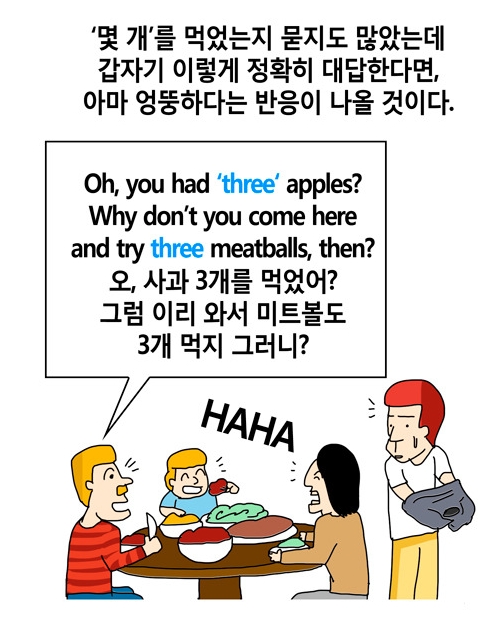 ‘몇 개’를 먹었는지 묻지도 많았는데
갑자기 이렇게 정확히 대답한다면,
아마 엉뚱하다는 반응이 나올 것이다.
Oh, you had ‘three‘ apples?
Why don’t you come here
and try three meatballs, then?
오, 사과 3개를 먹었어?
그럼 이리 와서 미트볼도
3개 먹지 그러니?
HAHA